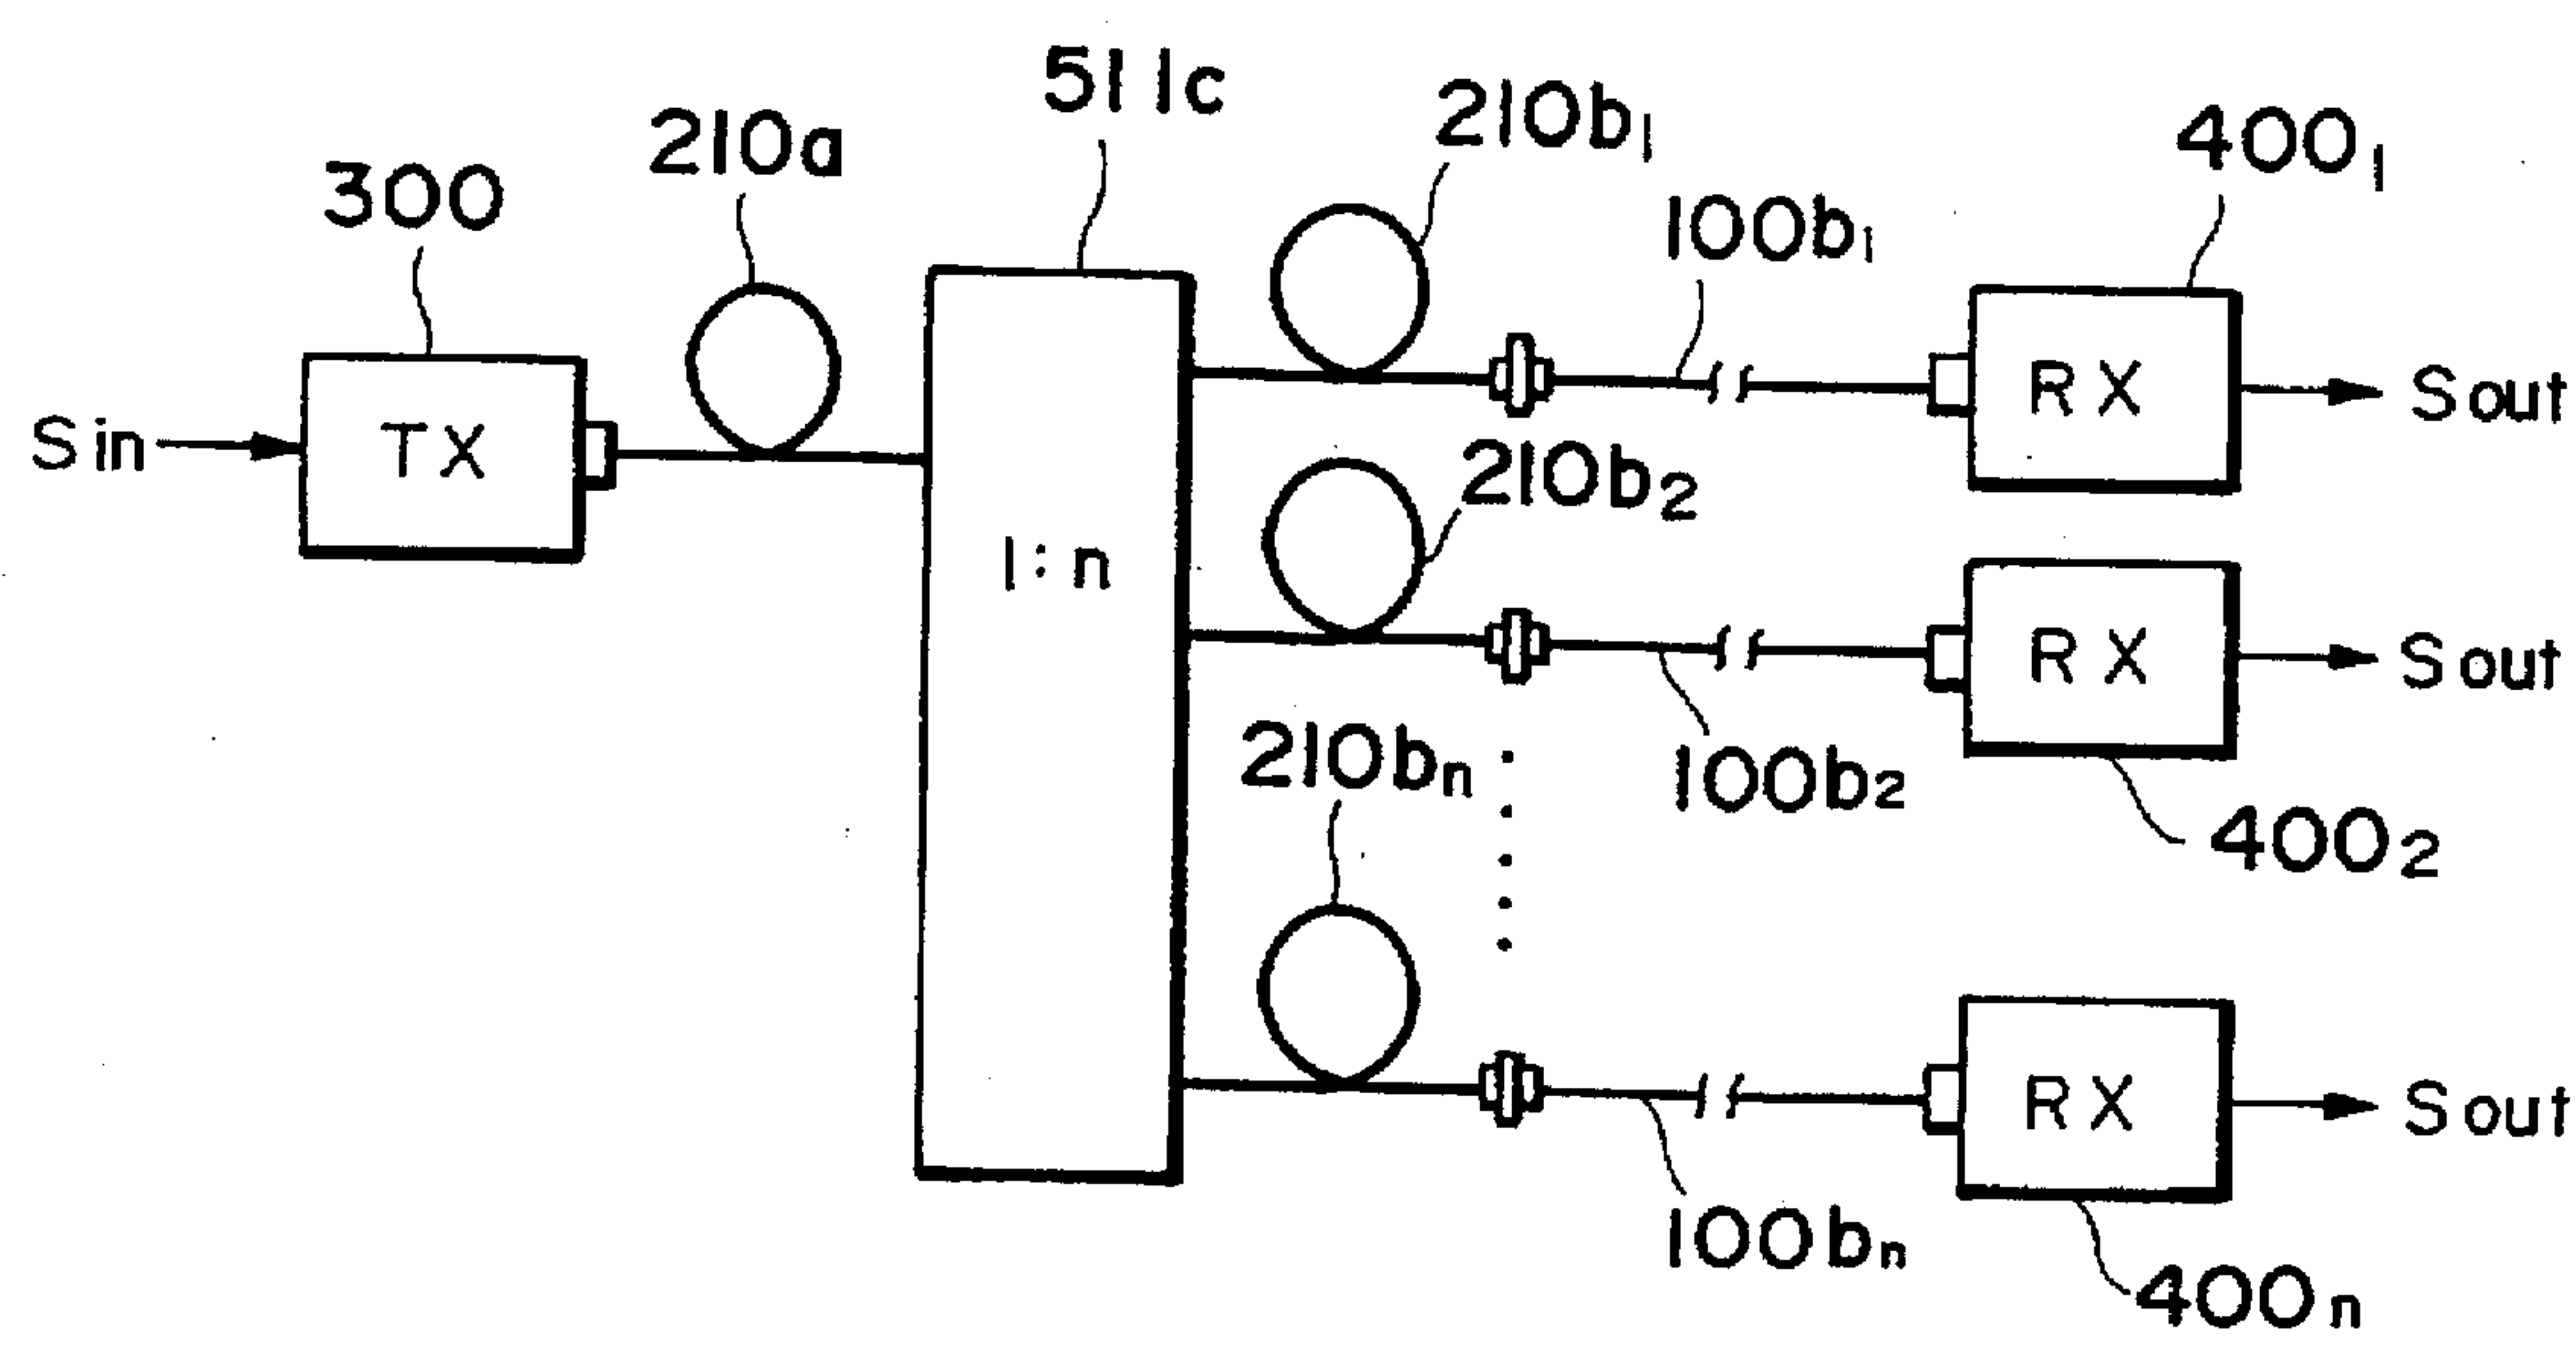 511c
210b₁
210a
400₁
300
100b₁
RX
Sout
Sin
TX
210b₂
1:n
RX
Sout
210bₙ
100b₂
400₂
RX
Sout
100bₙ
400ₙ